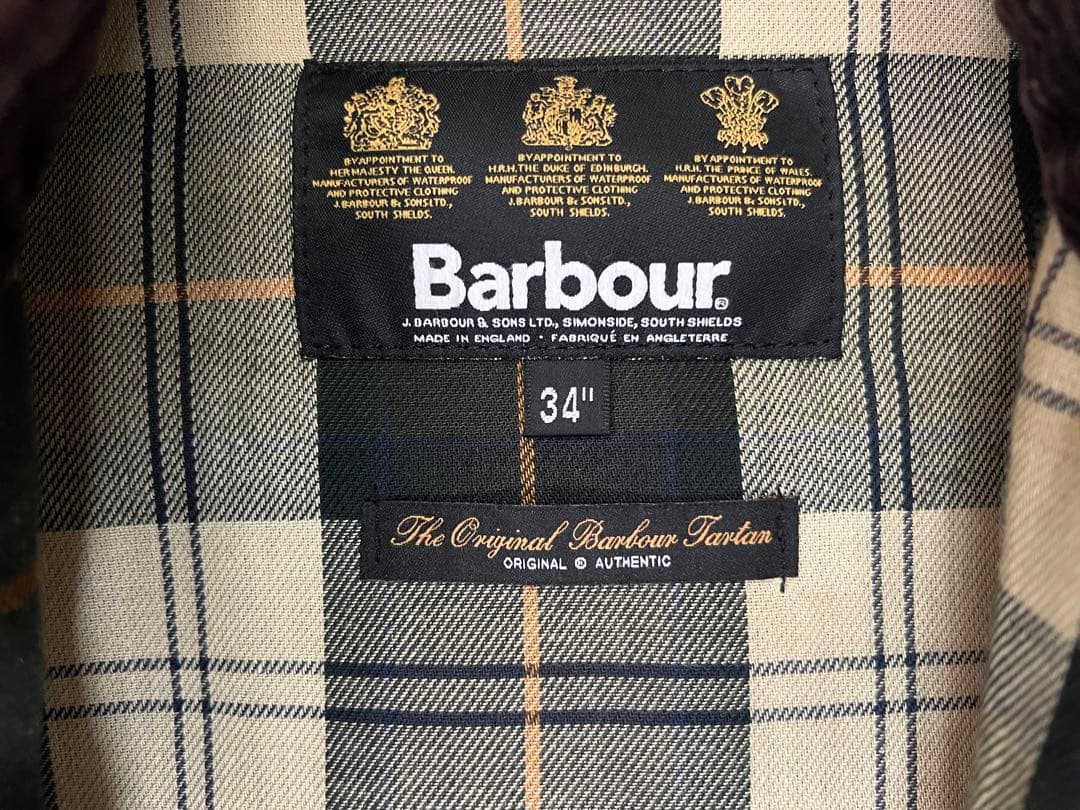 BY APPOINTMENT TO
HER MAJESTY THE QUEEN.
MANUFACTURERS OF WATERPROOF
AND PROTECTIVE CLOTHING
J.BARBOUR & SONS LTD.,
SOUTH SHIELDS.
BY APPOINTMENT TO
H.R.H. THE DUKE OF EDINBURGH.
MANUFACTURERS OF WATERPROOF
AND PROTECTIVE CLOTHING
J.BARBOUR & SONS LTD.,
SOUTH SHIELDS.
BY APPOINTMENT TO
H.R.H. THE PRINCE OF WALES.
MANUFACTURERS OF WATERPROOF
AND PROTECTIVE CLOTHING
J.BARBOUR & SONS LTD.,
SOUTH SHIELDS.
Barbour®
J. BARBOUR & SONS LTD., SIMONSIDE, SOUTH SHIELDS
MADE IN ENGLAND · FABRIQUÉ EN ANGLETERRE
34"
The Original Barbour Tartan
ORIGINAL ® AUTHENTIC